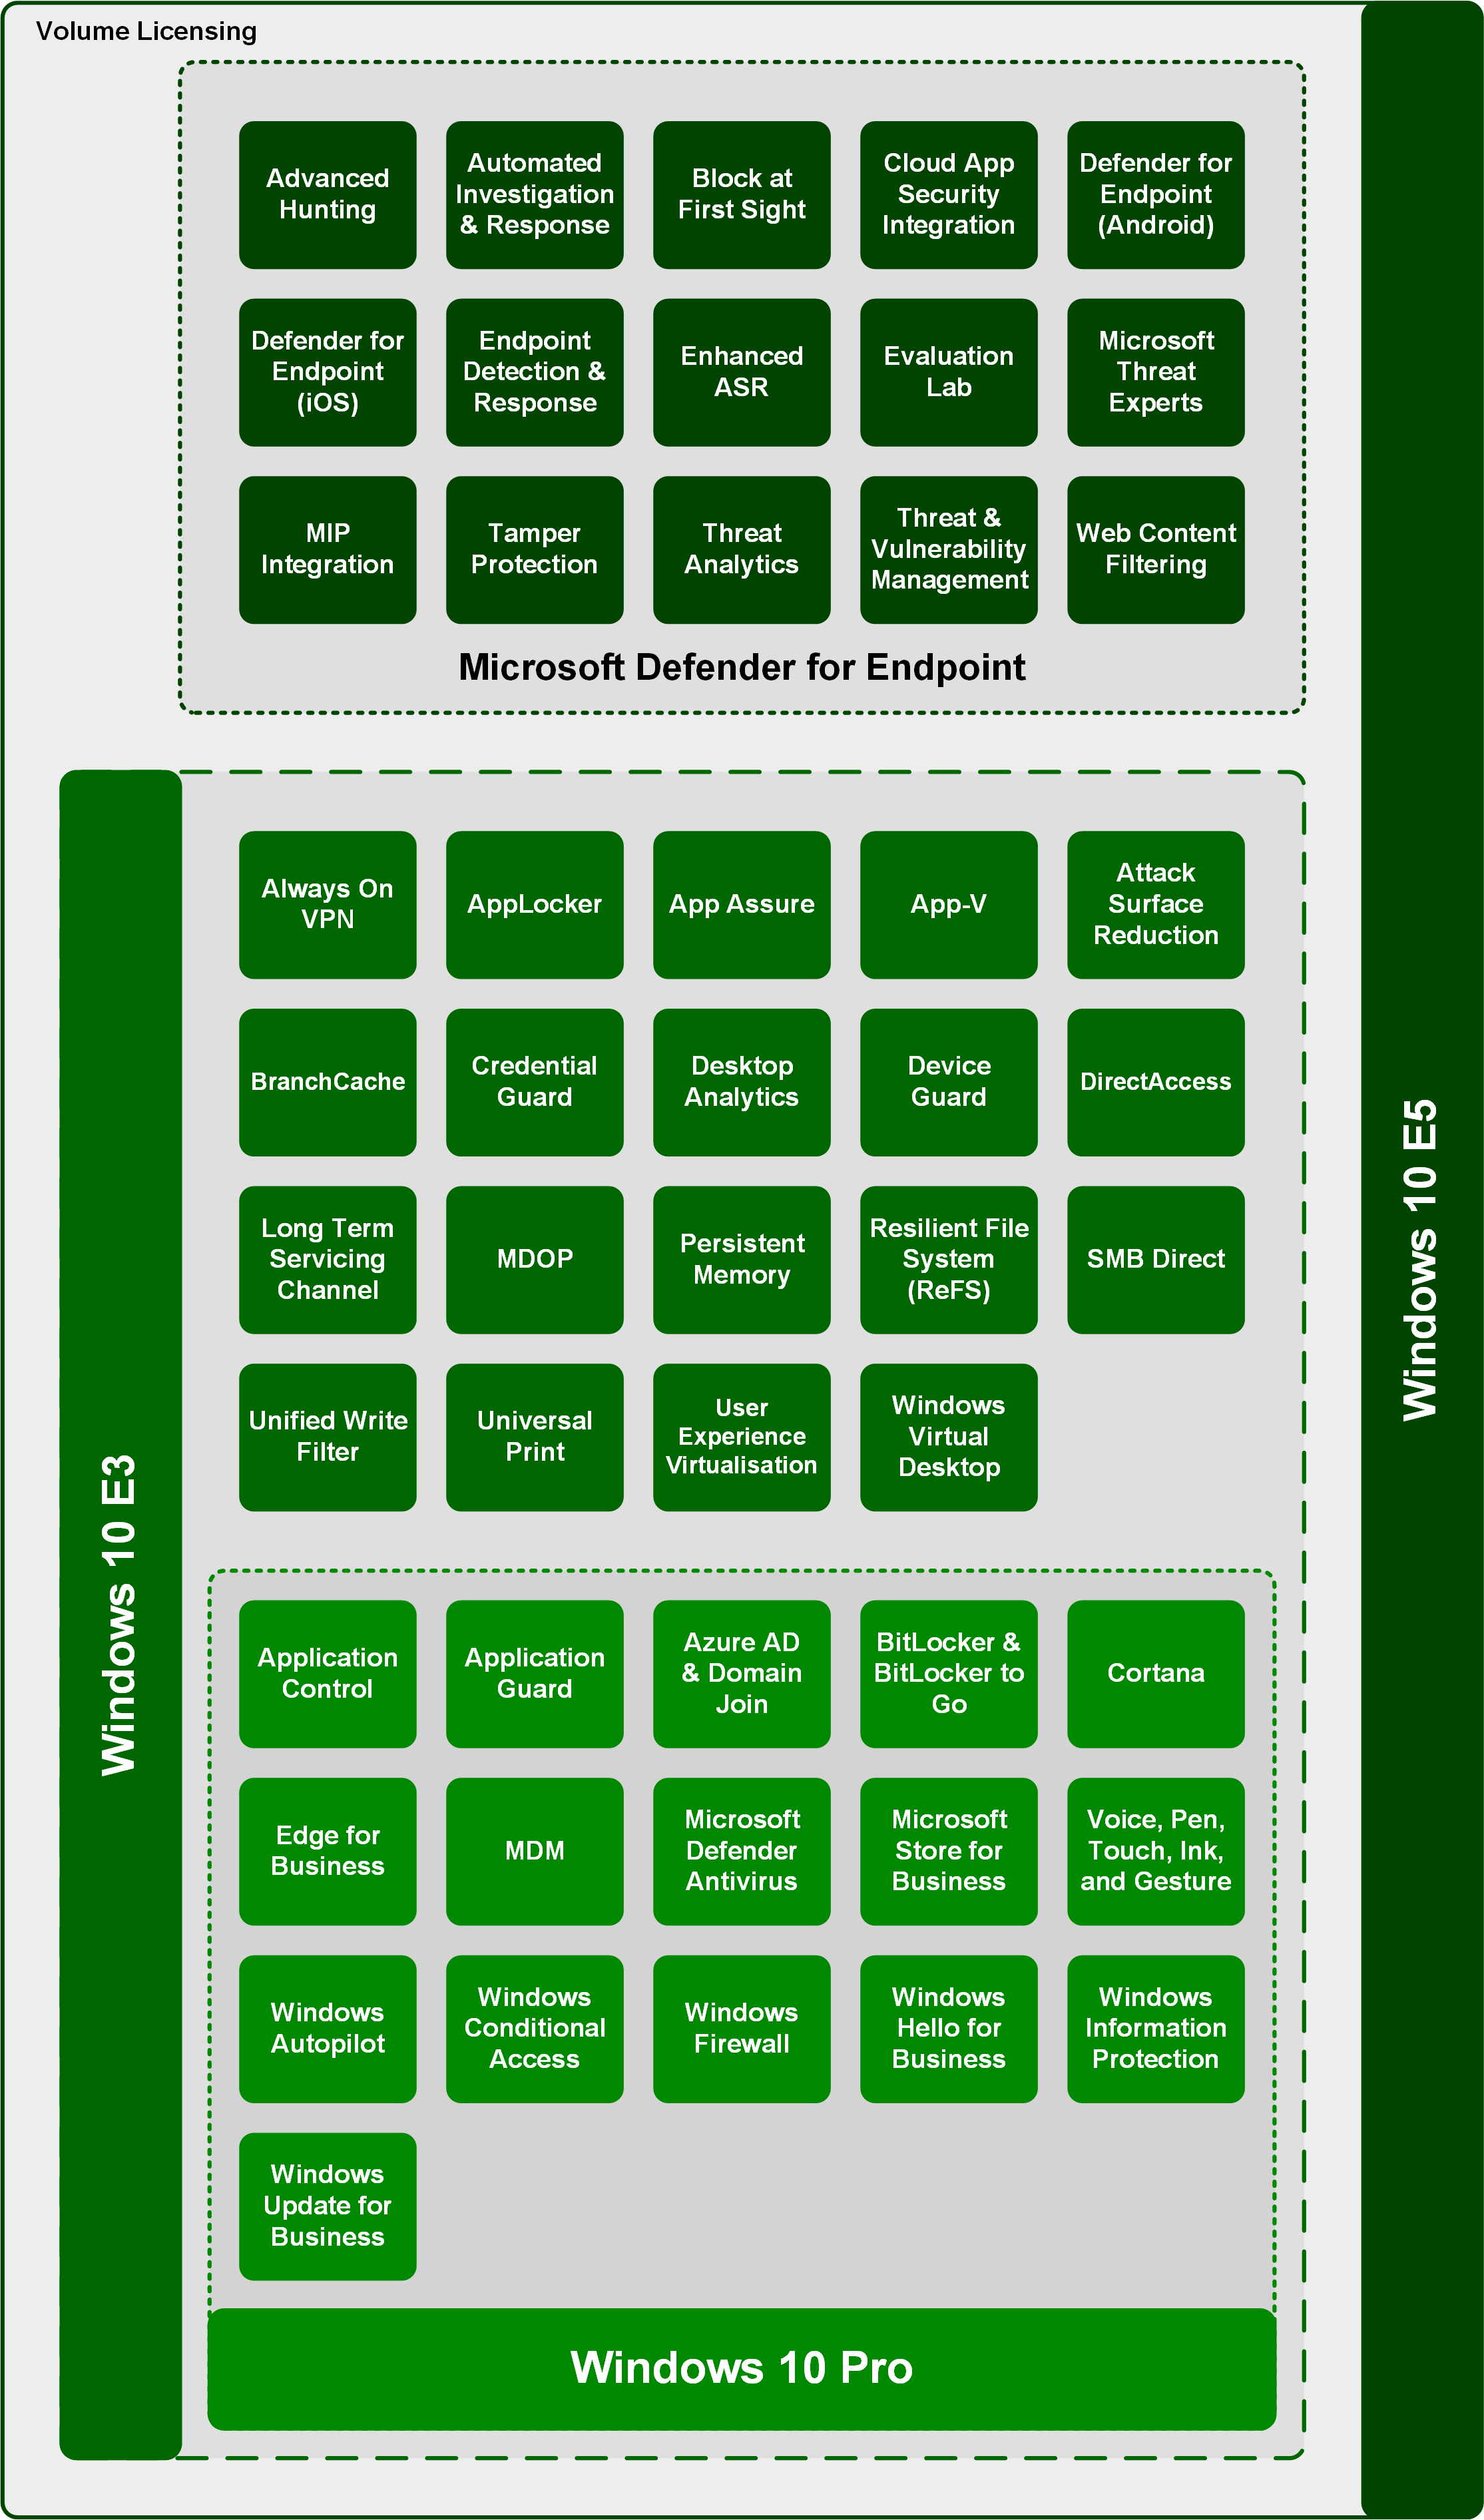 Volume Licensing
Advanced
Hunting
Automated
Investigation
& Response
Block at
First Sight
Cloud App
Security
Integration
Defender for
Endpoint
(Android)
Defender for
Endpoint
(iOS)
Endpoint
Detection &
Response
Enhanced
ASR
Evaluation
Lab
Microsoft
Threat
Experts
MIP
Integration
Tamper
Protection
Threat
Analytics
Threat &
Vulnerability
Management
Web Content
Filtering
Microsoft Defender for Endpoint
Always On
VPN
AppLocker
App Assure
App-V
Attack
Surface
Reduction
BranchCache
Credential
Guard
Desktop
Analytics
Device
Guard
DirectAccess
Long Term
Servicing
Channel
MDOP
Persistent
Memory
Resilient File
System
(ReFS)
SMB Direct
Unified Write
Filter
Universal
Print
User
Experience
Virtualisation
Windows
Virtual
Desktop
Application
Control
Application
Guard
Azure AD
& Domain
Join
BitLocker &
BitLocker to
Go
Cortana
Edge for
Business
MDM
Microsoft
Defender
Antivirus
Microsoft
Store for
Business
Voice, Pen,
Touch, Ink,
and Gesture
Windows
Autopilot
Windows
Conditional
Access
Windows
Firewall
Windows
Hello for
Business
Windows
Information
Protection
Windows
Update for
Business
Windows 10 Pro
Windows 10 E3
Windows 10 E5